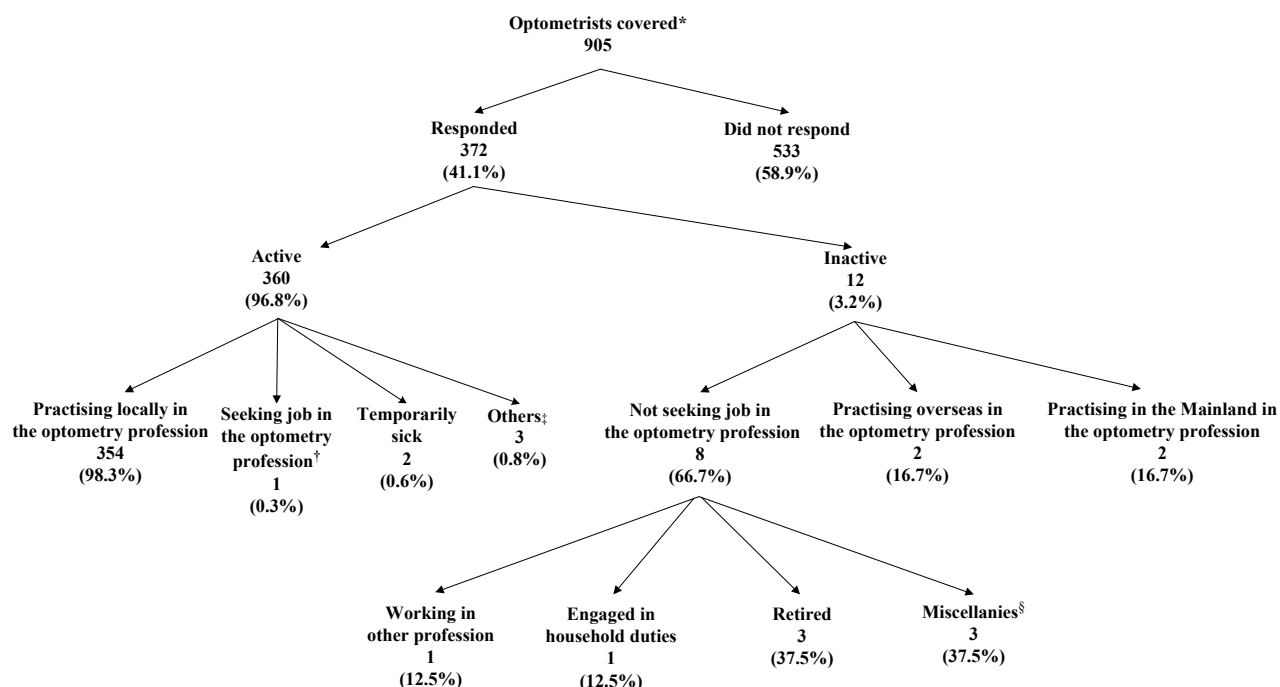 Optometrists covered*
905
Responded
372
(41.1%)
Did not respond
533
(58.9%)
Active
360
(96.8%)
Inactive
12
(3.2%)
Practising locally in
the optometry profession
354
(98.3%)
Seeking job in
the optometry
profession†
1
(0.3%)
Temporarily
sick
2
(0.6%)
Others‡
3
(0.8%)
Not seeking job in
the optometry profession
8
(66.7%)
Practising overseas in
the optometry profession
2
(16.7%)
Practising in the Mainland in
the optometry profession
2
(16.7%)
Working in
other profession
1
(12.5%)
Engaged in
household duties
1
(12.5%)
Retired
3
(37.5%)
Miscellanies§
3
(37.5%)